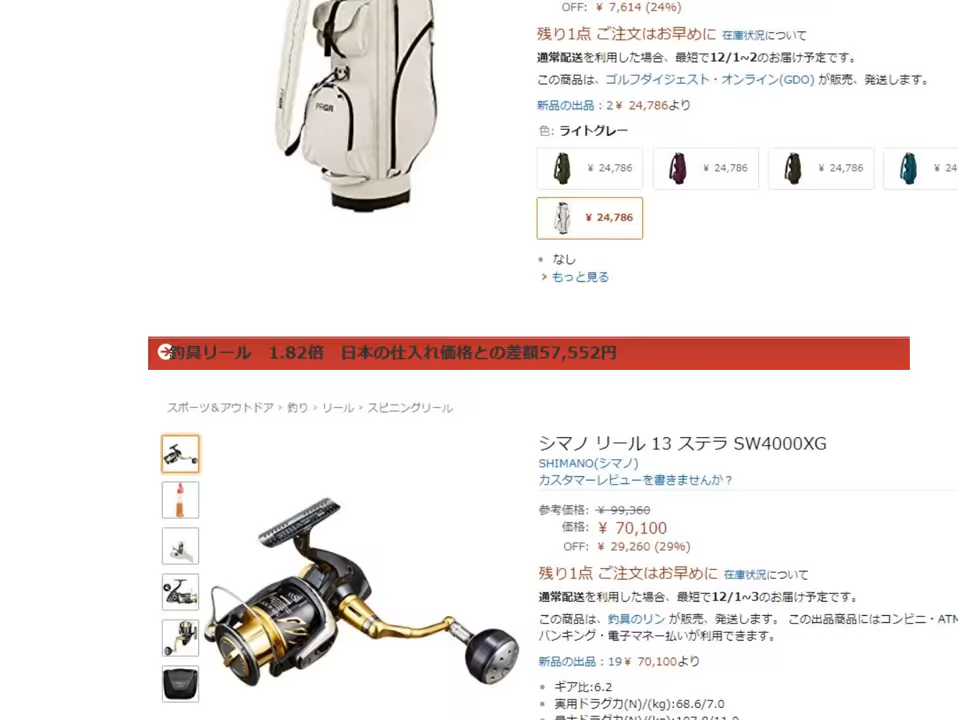 OFF: ¥ 7,614 (24%)
残り1点 ご注文はお早めに 在庫状況について
通常配送を利用した場合、最短で12/1~2のお届け予定です。
この商品は、ゴルフダイジェスト・オンライン(GDO) が販売、発送します。
新品の出品：2¥ 24,786より
色: ライトグレー
¥ 24,786
¥ 24,786
¥ 24,786
¥ 24
¥ 24,786
なし
もっと見る
PRGR
釣具リール　1.82倍　日本の仕入れ価格との差額57,552円
スポーツ＆アウトドア › 釣り › リール › スピニングリール
シマノ リール 13 ステラ SW4000XG
SHIMANO(シマノ)
カスタマーレビューを書きませんか？
参考価格: ¥ 99,360
価格: ¥ 70,100
OFF: ¥ 29,260 (29%)
残り1点 ご注文はお早めに 在庫状況について
通常配送を利用した場合、最短で12/1~3のお届け予定です。
この商品は、釣具のリン が販売、発送します。 この出品商品にはコンビニ・ATM
バンキング・電子マネー払いが利用できます。
新品の出品：19¥ 70,100より
ギア比:6.2
実用ドラグ力(N)/(kg):68.6/7.0
最大ドラグ力(N)/(kg):107.8/11.0